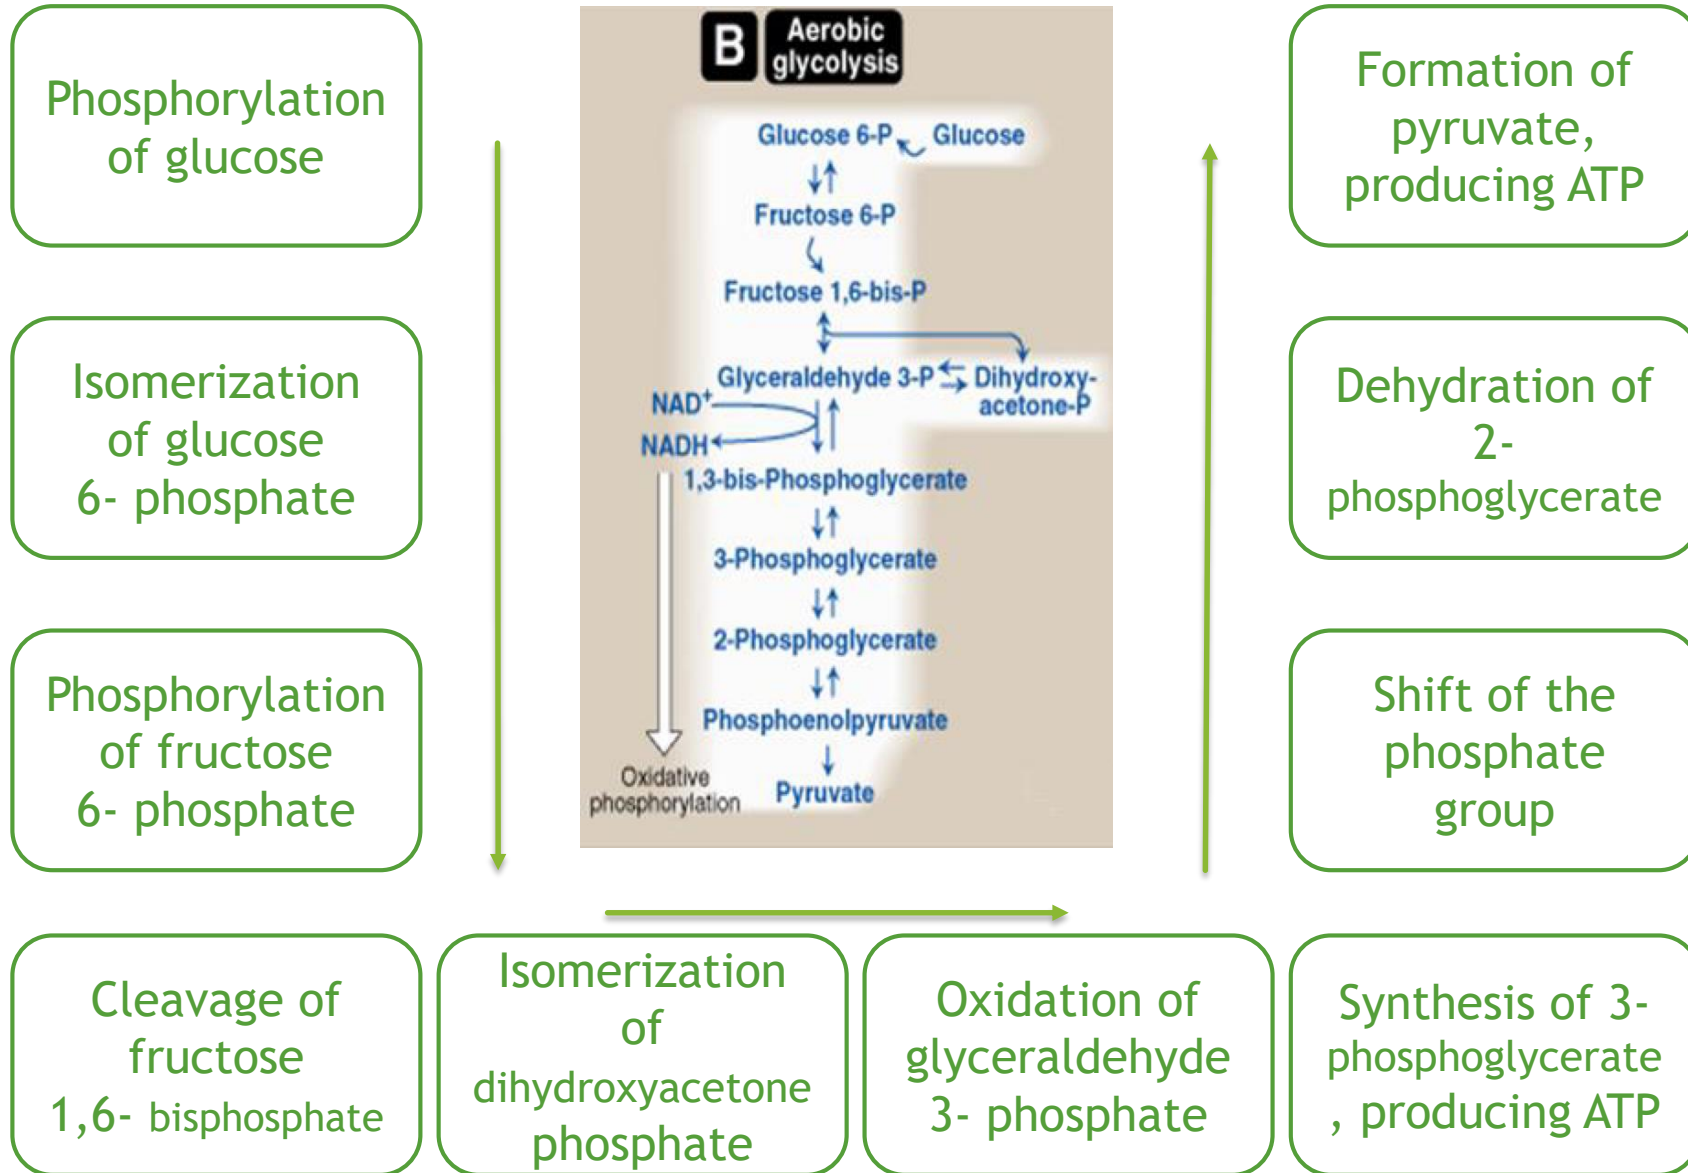 Phosphorylation
of glucose
Isomerization
of glucose
6- phosphate
Phosphorylation
of fructose
6- phosphate
Cleavage of
fructose
1,6- bisphosphate
Isomerization
of
dihydroxyacetone
phosphate
Oxidation of
glyceraldehyde
3- phosphate
Synthesis of 3-
phosphoglycerate
, producing ATP
Shift of the
phosphate
group
Dehydration of
2-
phosphoglycerate
Formation of
pyruvate,
producing ATP
B
Aerobic
glycolysis
Glucose 6-P Glucose
Fructose 6-P
Fructose 1,6-bis-P
Glyceraldehyde 3-P Dihydroxy-
acetone-P
NAD+
NADH
1,3-bis-Phosphoglycerate
3-Phosphoglycerate
2-Phosphoglycerate
Phosphoenolpyruvate
Oxidative
phosphorylation
Pyruvate